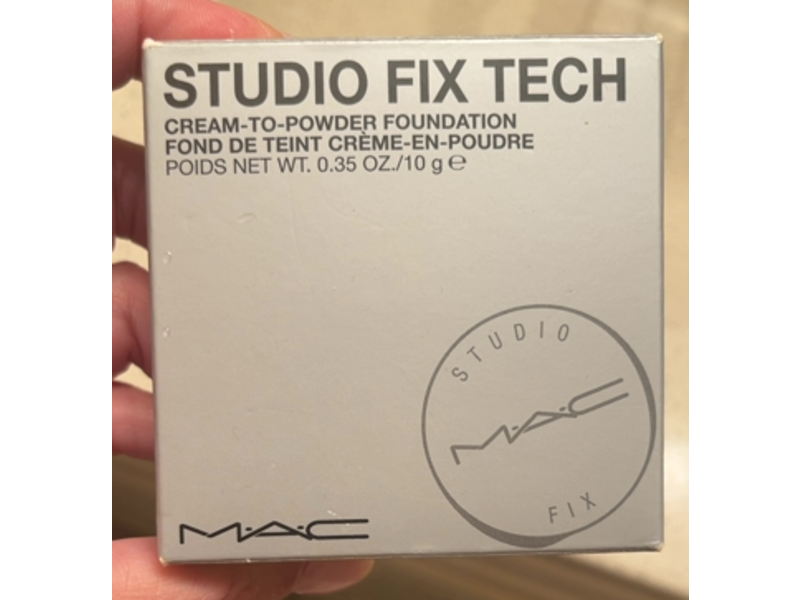 STUDIO FIX TECH
CREAM-TO-POWDER FOUNDATION
FOND DE TEINT CRÈME-EN-POUDRE
POIDS NET WT. 0.35 OZ./10 g ℮
STUDIO
M·A·C
FIX
M·A·C